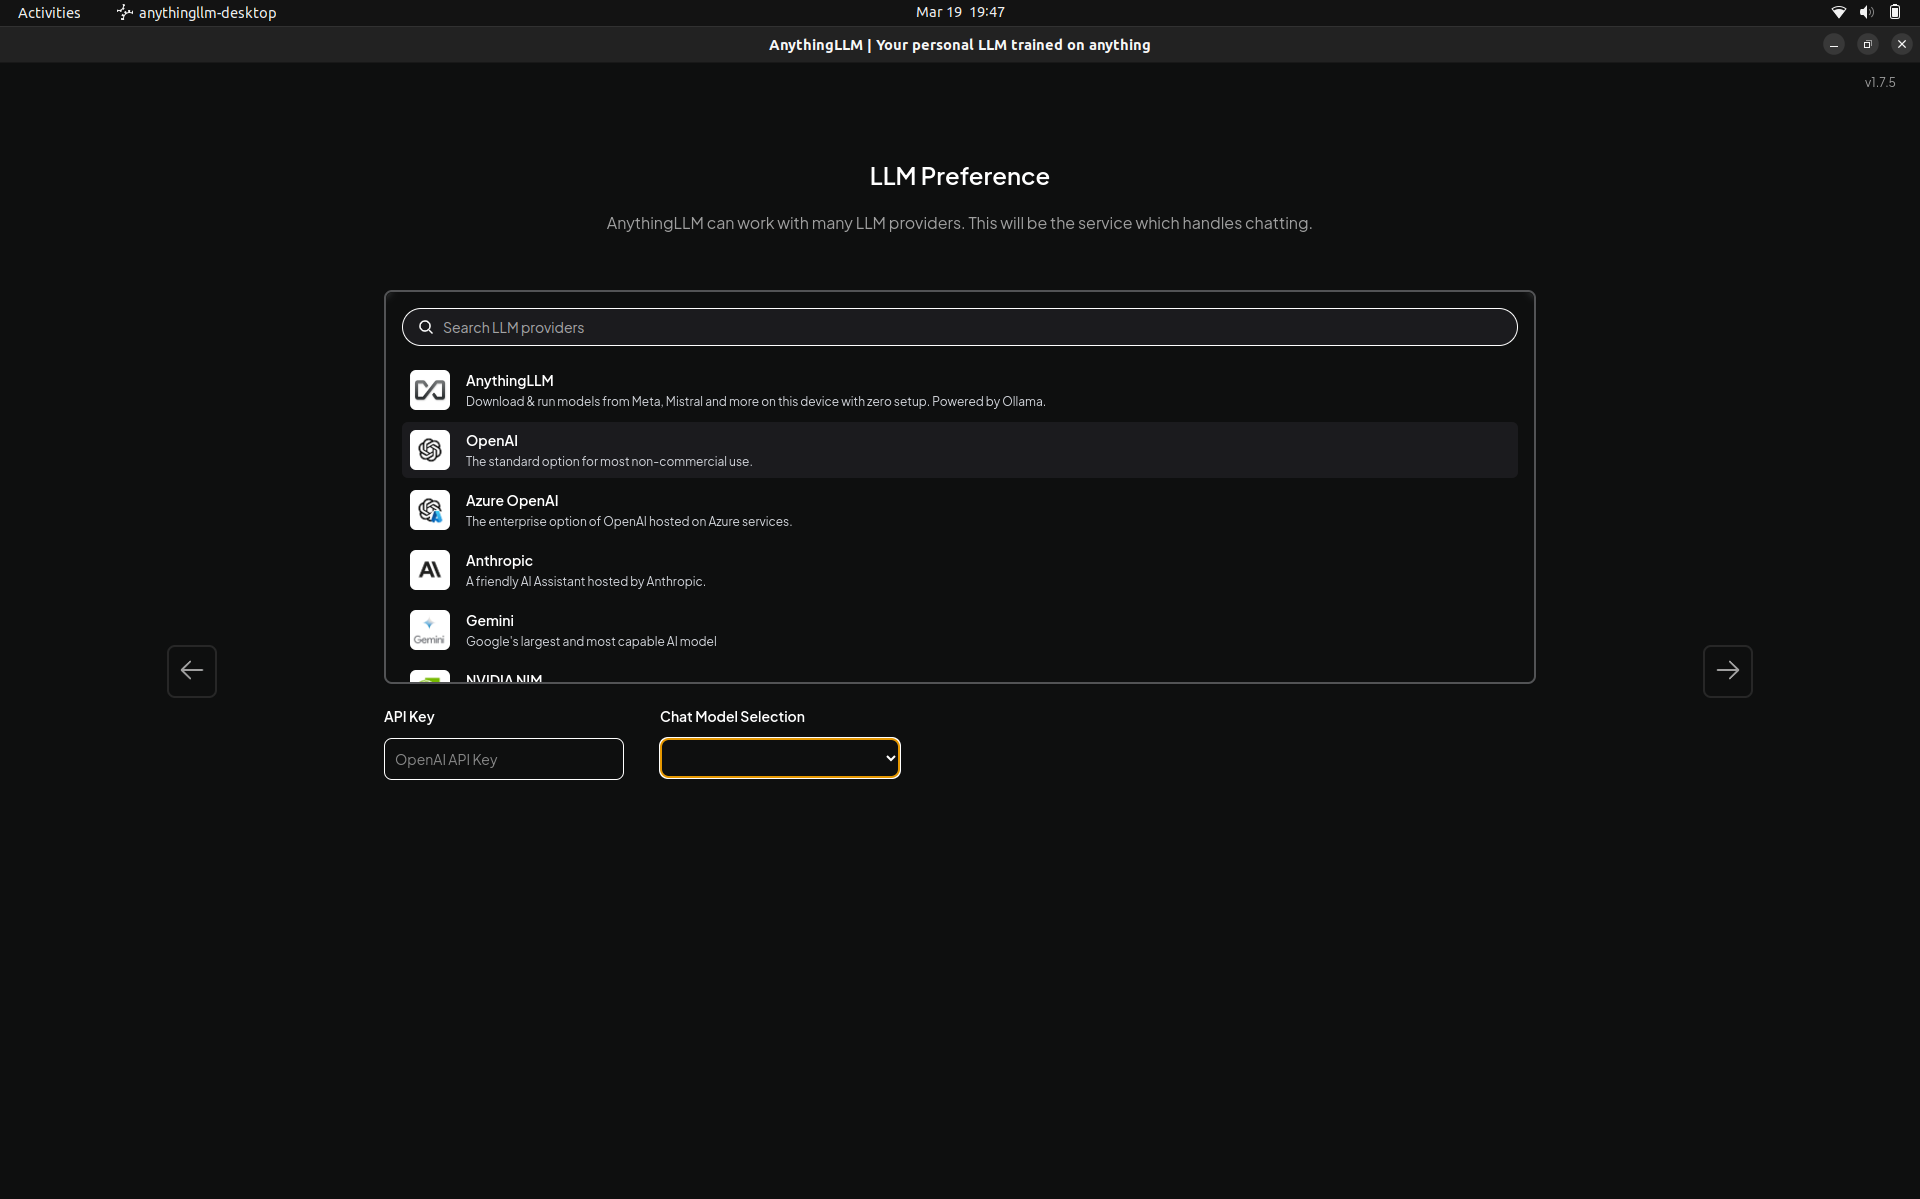 Activities
anythingllm-desktop
Mar 19 19:47
AnythingLLM | Your personal LLM trained on anything
v1.7.5
LLM Preference
AnythingLLM can work with many LLM providers. This will be the service which handles chatting.
Search LLM providers
AnythingLLM
Download & run models from Meta, Mistral and more on this device with zero setup. Powered by Ollama.
OpenAI
The standard option for most non-commercial use.
Azure OpenAI
The enterprise option of OpenAI hosted on Azure services.
Anthropic
A friendly AI Assistant hosted by Anthropic.
Gemini
Gemini
Google's largest and most capable AI model
NVIDIA NIM
API Key
Chat Model Selection
OpenAI API Key